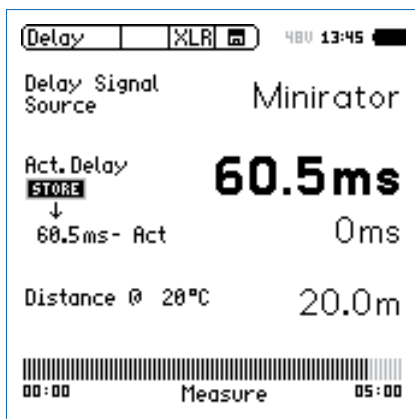 Delay XLR 48V 13:45
Delay Signal Source Minirator
Act. Delay 60.5ms
STORE
↓
60.5ms- Act 0ms
Distance @ 20°C 20.0m
00:00 Measure 05:00